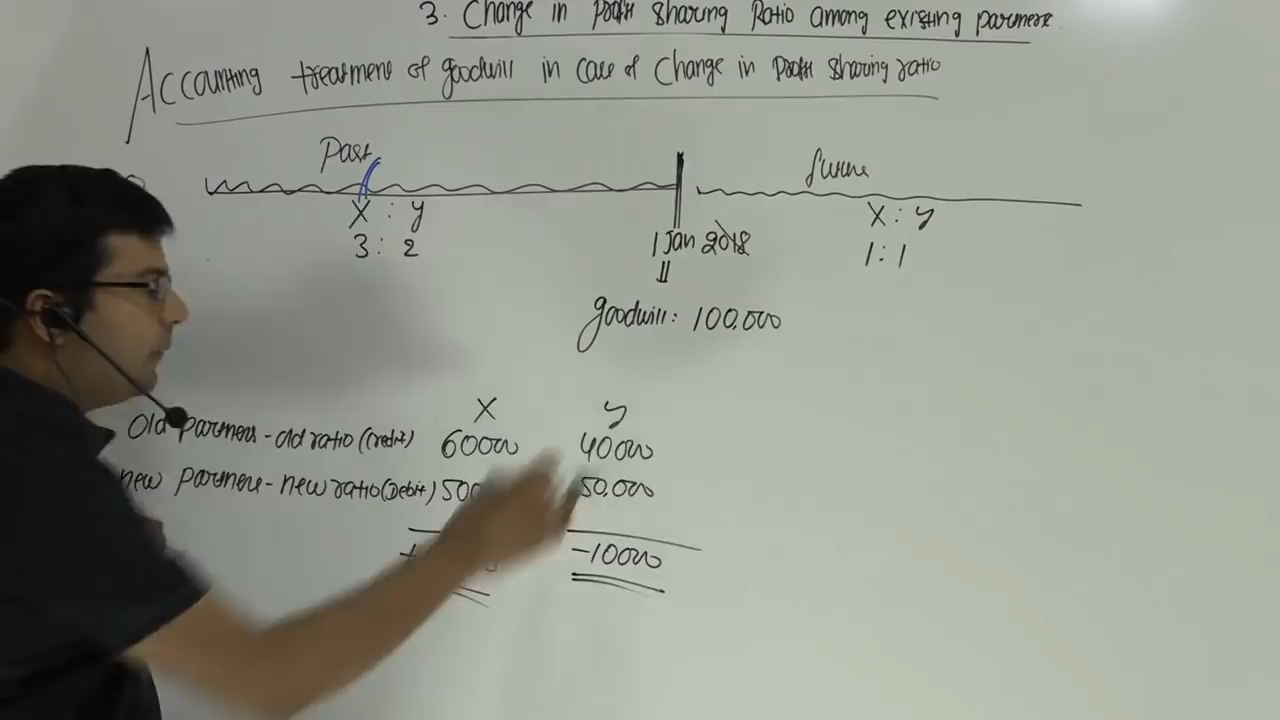 3. Change in Profit Sharing Ratio among existing partners.
Accounting treatment of goodwill in case of Change in Profit Sharing ratio
Past
Future
X : Y
X : Y
3 : 2
1 Jan 2018
1 : 1
goodwill: 100,000
X Y
Old partners - old ratio (Credit) 60000 40000
new partners - new ratio (Debit) 50,000
-10000